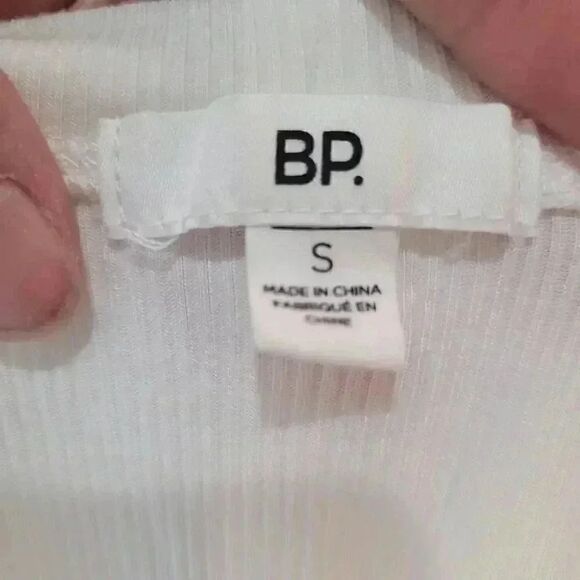 BP.
S
MADE IN CHINA
FABRIQUÉ EN
CHINE